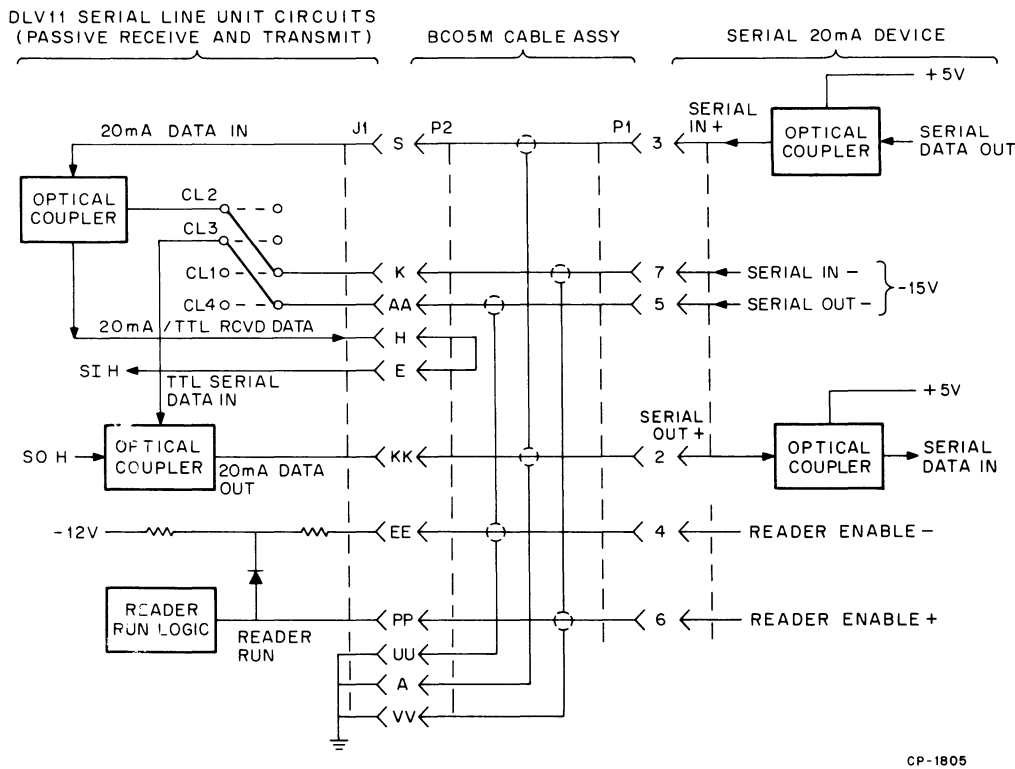 DLV11 SERIAL LINE UNIT CIRCUITS
(PASSIVE RECEIVE AND TRANSMIT)
BC05M CABLE ASSY
SERIAL 20mA DEVICE
+5V
20mA DATA IN
J1
P2
P1
SERIAL
IN+
S
3
OPTICAL
COUPLER
SERIAL
DATA OUT
OPTICAL
COUPLER
CL2
CL3
CL1
CL4
K
7
SERIAL IN -
AA
5
SERIAL OUT -
-15V
20mA / TTL RCVD DATA
H
SI H
E
TTL SERIAL
DATA IN
+5V
SERIAL
OUT +
SO H
OPTICAL
COUPLER
20mA DATA
OUT
KK
2
OPTICAL
COUPLER
SERIAL
DATA IN
-12V
EE
4
READER ENABLE -
READER
RUN LOGIC
READER
RUN
PP
6
READER ENABLE +
UU
A
VV
CP-1805